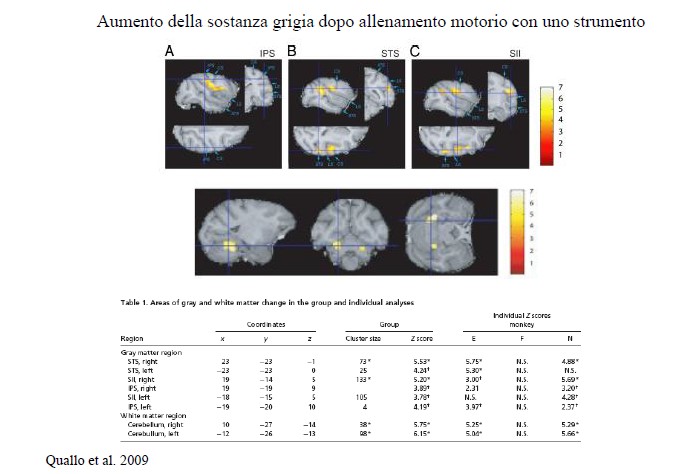 Aumento della sostanza grigia dopo allenamento motorio con uno strumento
A IPS B STS C SII
7
6
5
4
3
2
1
7
6
5
4
3
2
1
Table 1. Areas of gray and white matter change in the group and individual analyses
Individual Z scores
Coordinates Group monkey
Region x y z Cluster size Z score E F N
Gray matter region
STS, right 23 −23 −1 73* 5.53* 5.75* N.S. 4.88*
STS, left −23 −23 0 25 4.24† 5.30* N.S. N.S.
SII, right 19 −14 5 133* 5.20* 3.00† N.S. 5.69*
IPS, right 19 −19 9 3.89† 2.31 N.S. 3.20†
SII, left −18 −15 5 105 3.78† N.S. N.S. 4.28†
IPS, left −19 −20 10 4 4.19† 3.97† N.S. 2.37†
White matter region
Cerebellum, right 10 −27 −14 38* 5.75* 5.25* N.S. 5.29*
Cerebellum, left −12 −26 −13 98* 6.15* 5.04* N.S. 5.66*
Quallo et al. 2009